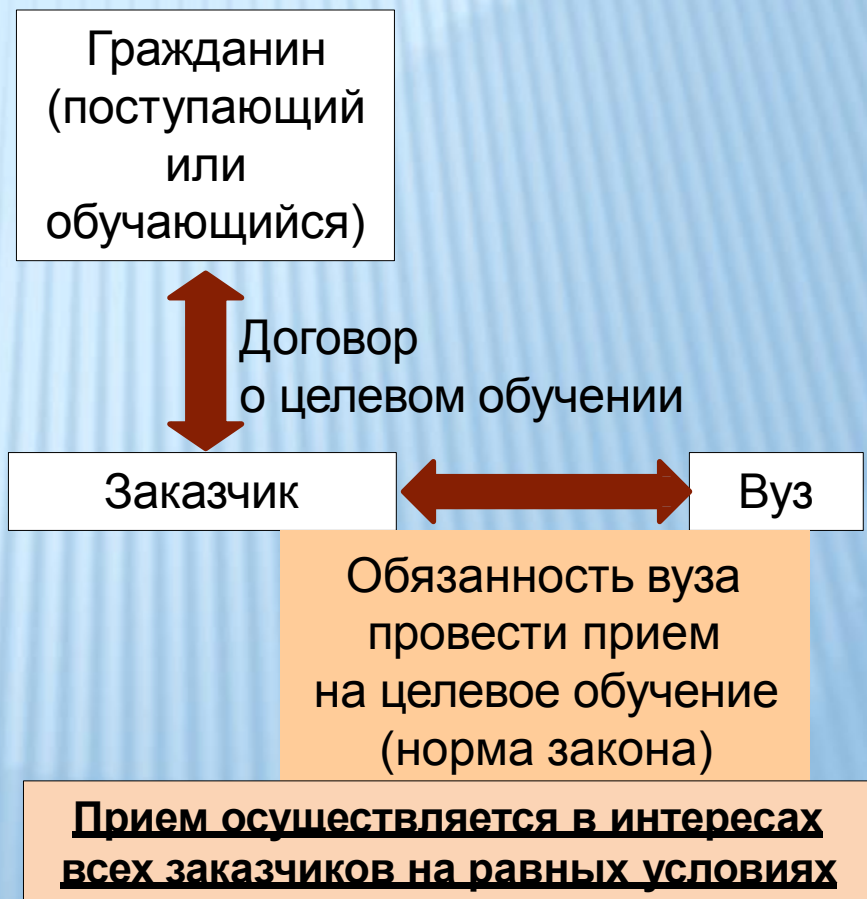 Гражданин
(поступающий
или
обучающийся)
Договор
о целевом обучении
Заказчик
Вуз
Обязанность вуза
провести прием
на целевое обучение
(норма закона)
Прием осуществляется в интересах
всех заказчиков на равных условиях